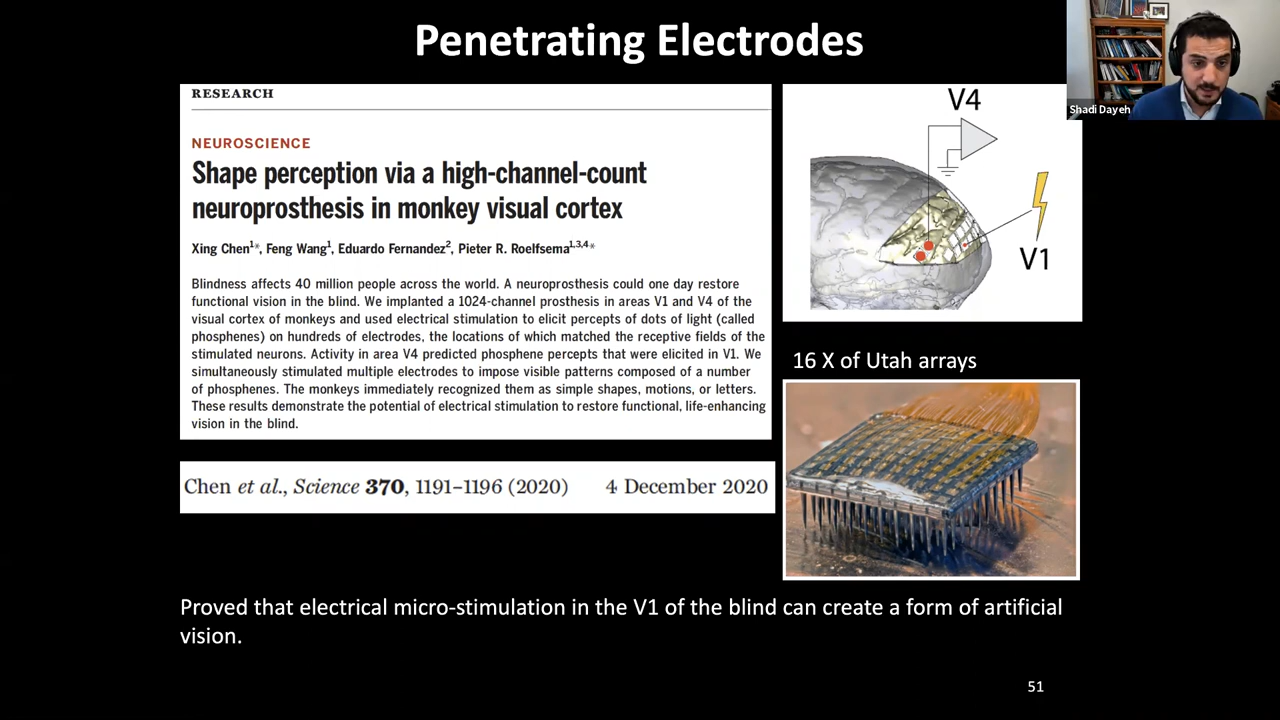 Penetrating Electrodes
Shadi Dayeh
RESEARCH
NEUROSCIENCE
Shape perception via a high-channel-count
neuroprosthesis in monkey visual cortex
Xing Chen¹*, Feng Wang¹, Eduardo Fernandez², Pieter R. Roelfsema¹,³,⁴*
Blindness affects 40 million people across the world. A neuroprosthesis could one day restore
functional vision in the blind. We implanted a 1024-channel prosthesis in areas V1 and V4 of the
visual cortex of monkeys and used electrical stimulation to elicit percepts of dots of light (called
phosphenes) on hundreds of electrodes, the locations of which matched the receptive fields of the
stimulated neurons. Activity in area V4 predicted phosphene percepts that were elicited in V1. We
simultaneously stimulated multiple electrodes to impose visible patterns composed of a number
of phosphenes. The monkeys immediately recognized them as simple shapes, motions, or letters.
These results demonstrate the potential of electrical stimulation to restore functional, life-enhancing
vision in the blind.
Chen et al., Science 370, 1191–1196 (2020) 4 December 2020
V4
V1
16 X of Utah arrays
Proved that electrical micro-stimulation in the V1 of the blind can create a form of artificial
vision.
51